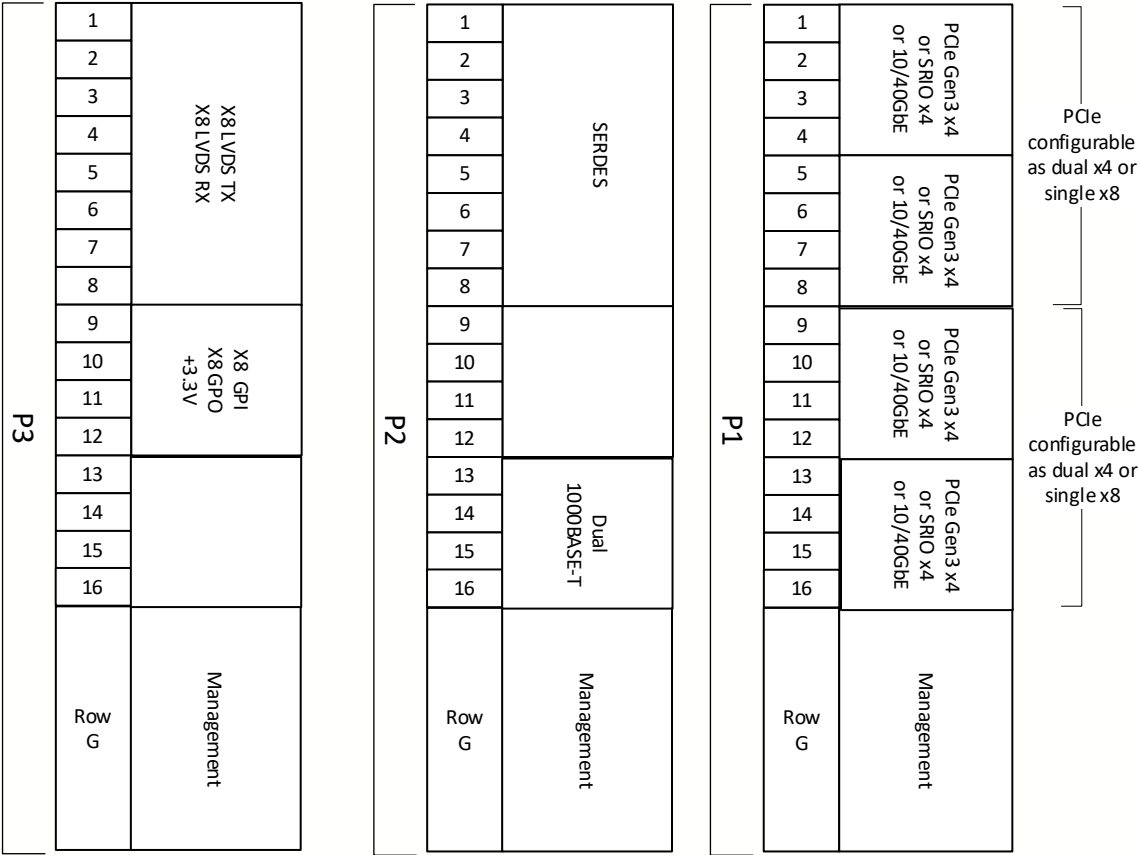 P3
1
2
3
4
5
6
7
8
9
10
11
12
13
14
15
16
Row
G
X8 LVDS TX
X8 LVDS RX
X8 GPI
X8 GPO
+3.3V
Management
P2
1
2
3
4
5
6
7
8
9
10
11
12
13
14
15
16
Row
G
SERDES
Dual
1000BASE-T
Management
P1
1
2
3
4
5
6
7
8
9
10
11
12
13
14
15
16
Row
G
PCIe Gen3 x4
or SRIO x4
or 10/40GbE
PCIe Gen3 x4
or SRIO x4
or 10/40GbE
PCIe Gen3 x4
or SRIO x4
or 10/40GbE
PCIe Gen3 x4
or SRIO x4
or 10/40GbE
Management
PCIe
configurable
as dual x4 or
single x8
PCIe
configurable
as dual x4 or
single x8